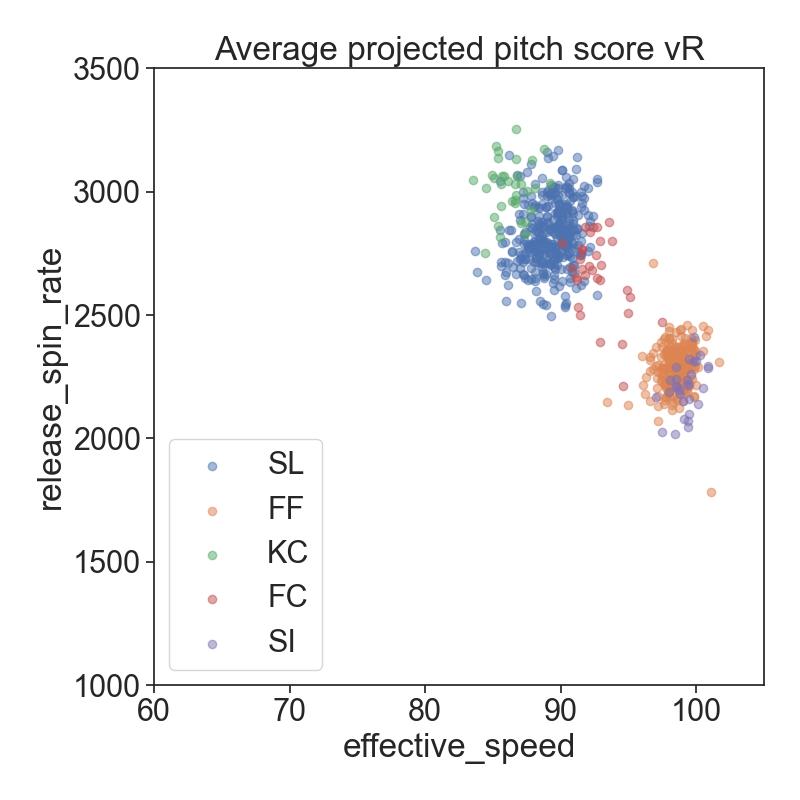 Average projected pitch score vR
3500
3000
2500
2000
1500
1000
release_spin_rate
SL
FF
KC
FC
SI
60
70
80
90
100
effective_speed